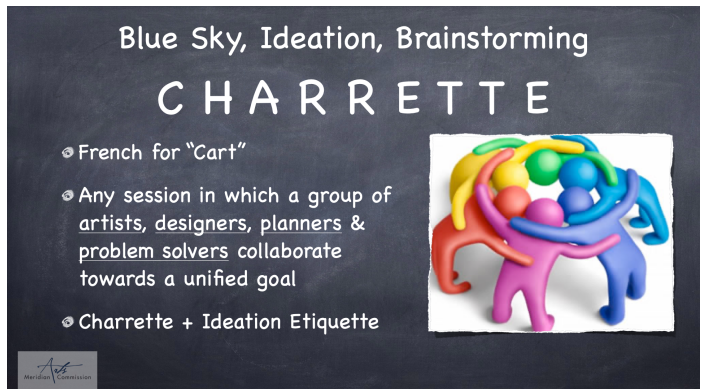 Blue Sky, Ideation, Brainstorming
CHARRETTE
French for “Cart”
Any session in which a group of
artists, designers, planners &
problem solvers collaborate
towards a unified goal
Charrette + Ideation Etiquette
Arts
Meridian Commission